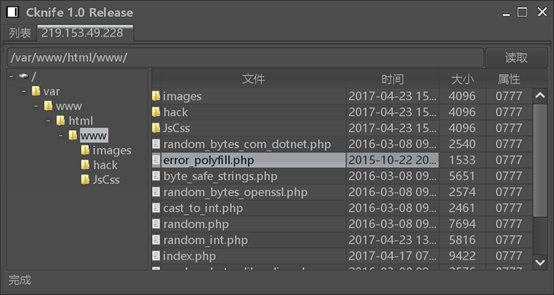 Cknife 1.0 Release
列表 219.153.49.228
/var/www/html/www/ 读取
/
var
www
html
www
images
hack
JsCss
文件 时间 大小 属性
images 2017-04-23 15... 4096 0777
hack 2017-04-23 15... 4096 0777
JsCss 2017-04-23 15... 4096 0777
random_bytes_com_dotnet.php 2016-03-08 09... 2540 0777
error_polyfill.php 2015-10-22 20... 1533 0777
byte_safe_strings.php 2016-03-08 09... 5651 0777
random_bytes_openssl.php 2016-03-08 09... 2574 0777
cast_to_int.php 2016-03-08 09... 2461 0777
random.php 2016-03-08 09... 7694 0777
random_int.php 2017-04-23 13... 5816 0777
index.php 2017-04-17 07... 9422 0777
完成